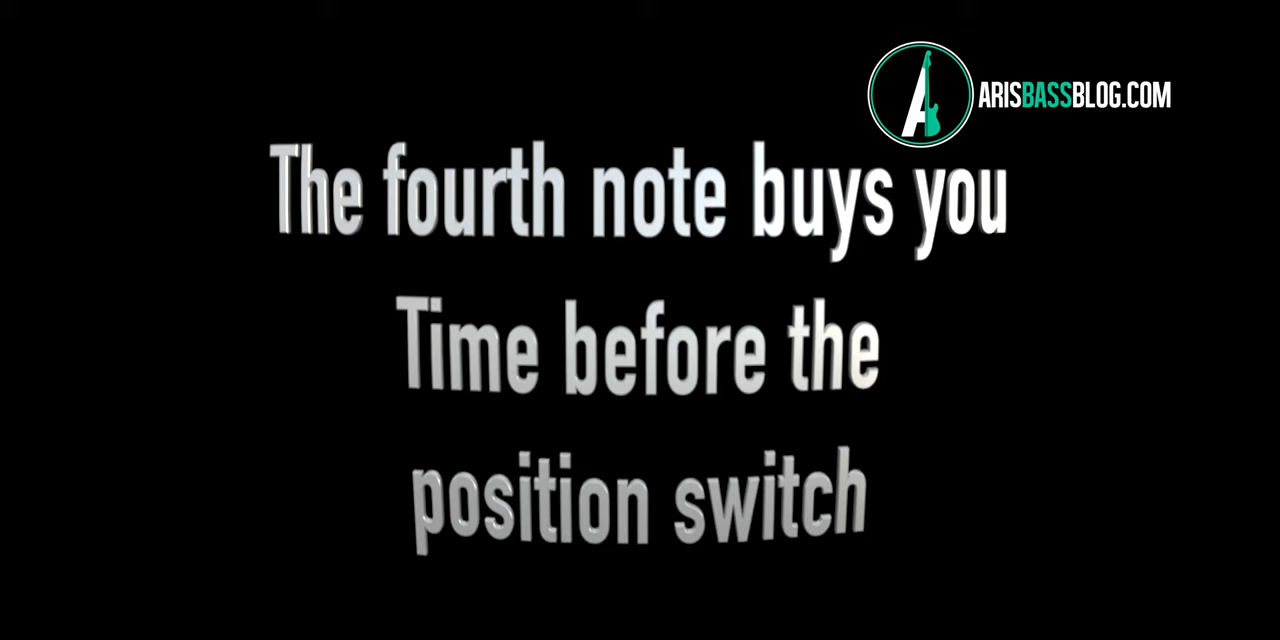 ARISBASSBLOG.COM
The fourth note buys you
Time before the
position switch